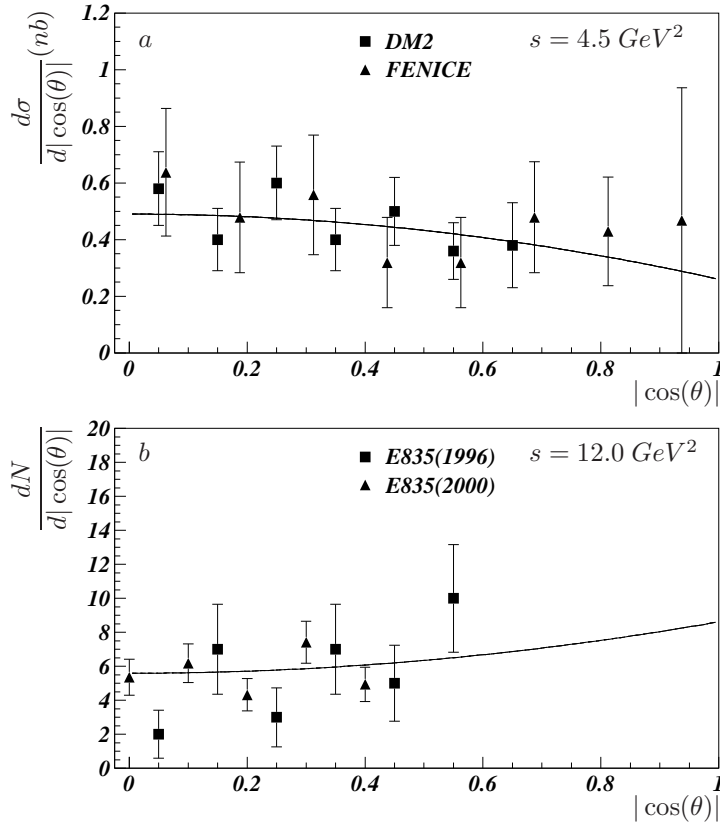 dσ
d| cos(θ)|
(nb)
a
DM2
FENICE
s = 4.5 GeV²
1.2
1
0.8
0.6
0.4
0.2
0
0 0.2 0.4 0.6 0.8 1
| cos(θ)|
dN
d| cos(θ)|
b
E835(1996)
E835(2000)
s = 12.0 GeV²
20
18
16
14
12
10
8
6
4
2
0
0 0.2 0.4 0.6 0.8 1
| cos(θ)|